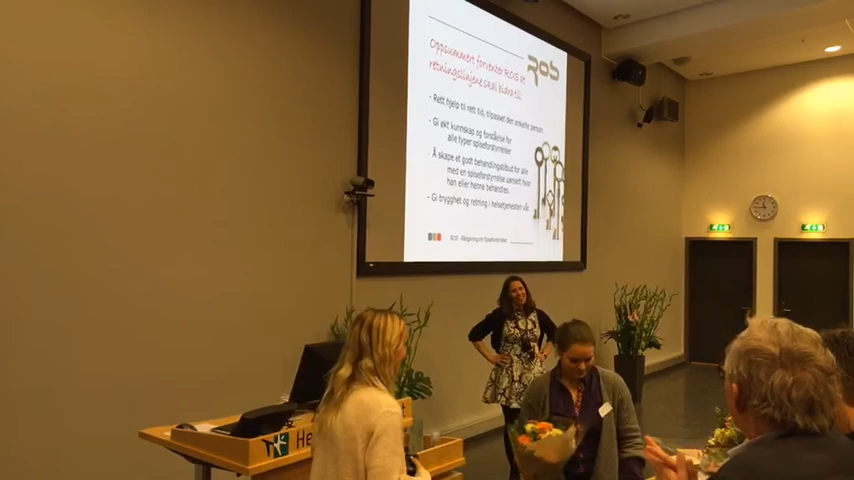 Oppsummert forventer ROS at
retningslinjene skal bidra til:
ROS
- Rett hjelp til rett tid, tilpasset den enkelte person.
- Gi økt kunnskap og forståelse for
alle typer spiseforstyrrelser
- Å skape et godt behandlingstilbud for alle
med en spiseforstyrrelse uansett hvor
han eller henne behandles.
- Gi trygghet og retning i helsetjenesten vår.
ROS - Rådgivning om Spiseforstyrrelser
He